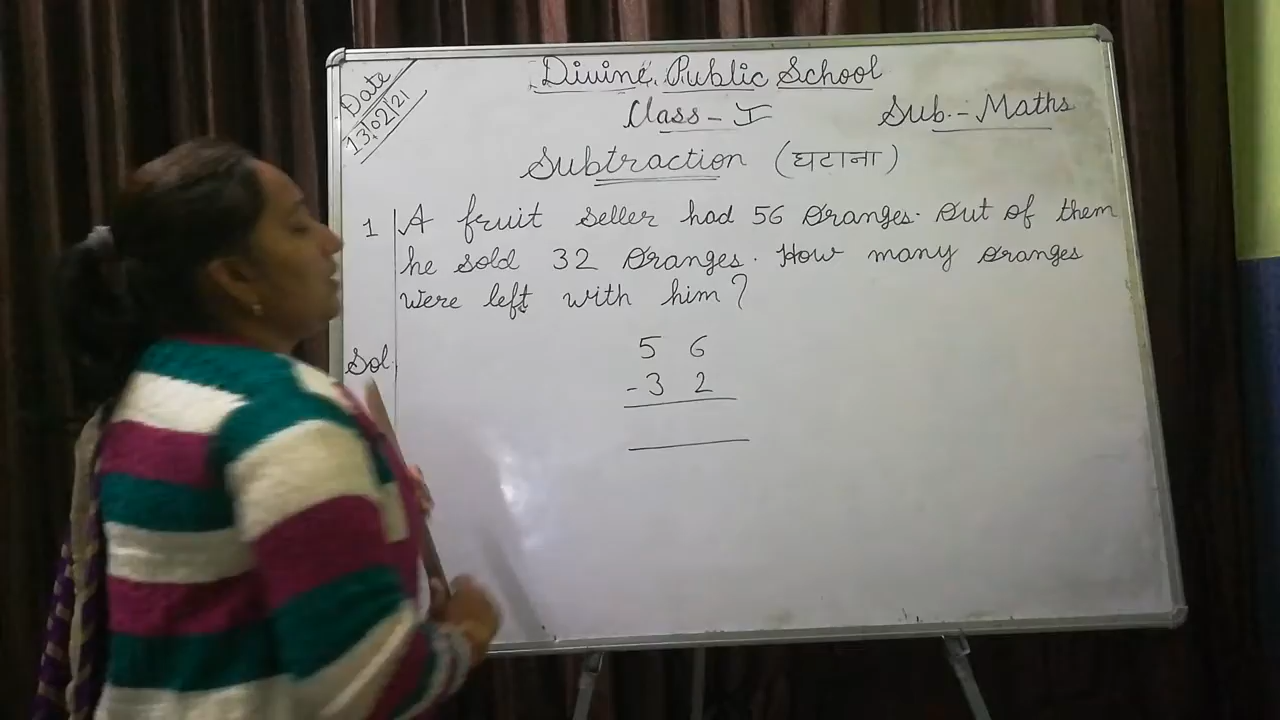 Date
13/02/21
Divine Public School
Class - I
Sub. - Maths
Subtraction (घटाना)
1 A fruit seller had 56 Oranges. Out of them
he sold 32 Oranges. How many oranges
were left with him?
Sol.
5 6
- 3 2